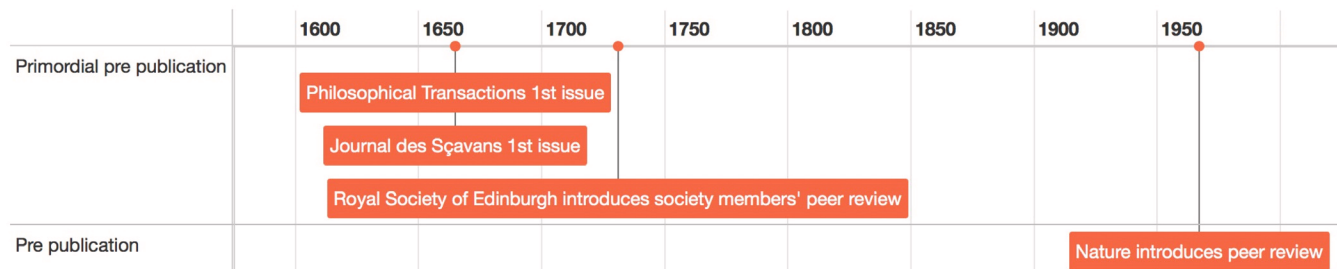 1600 1650 1700 1750 1800 1850 1900 1950
Primordial pre publication
Philosophical Transactions 1st issue
Journal des Sçavans 1st issue
Royal Society of Edinburgh introduces society members' peer review
Pre publication
Nature introduces peer review